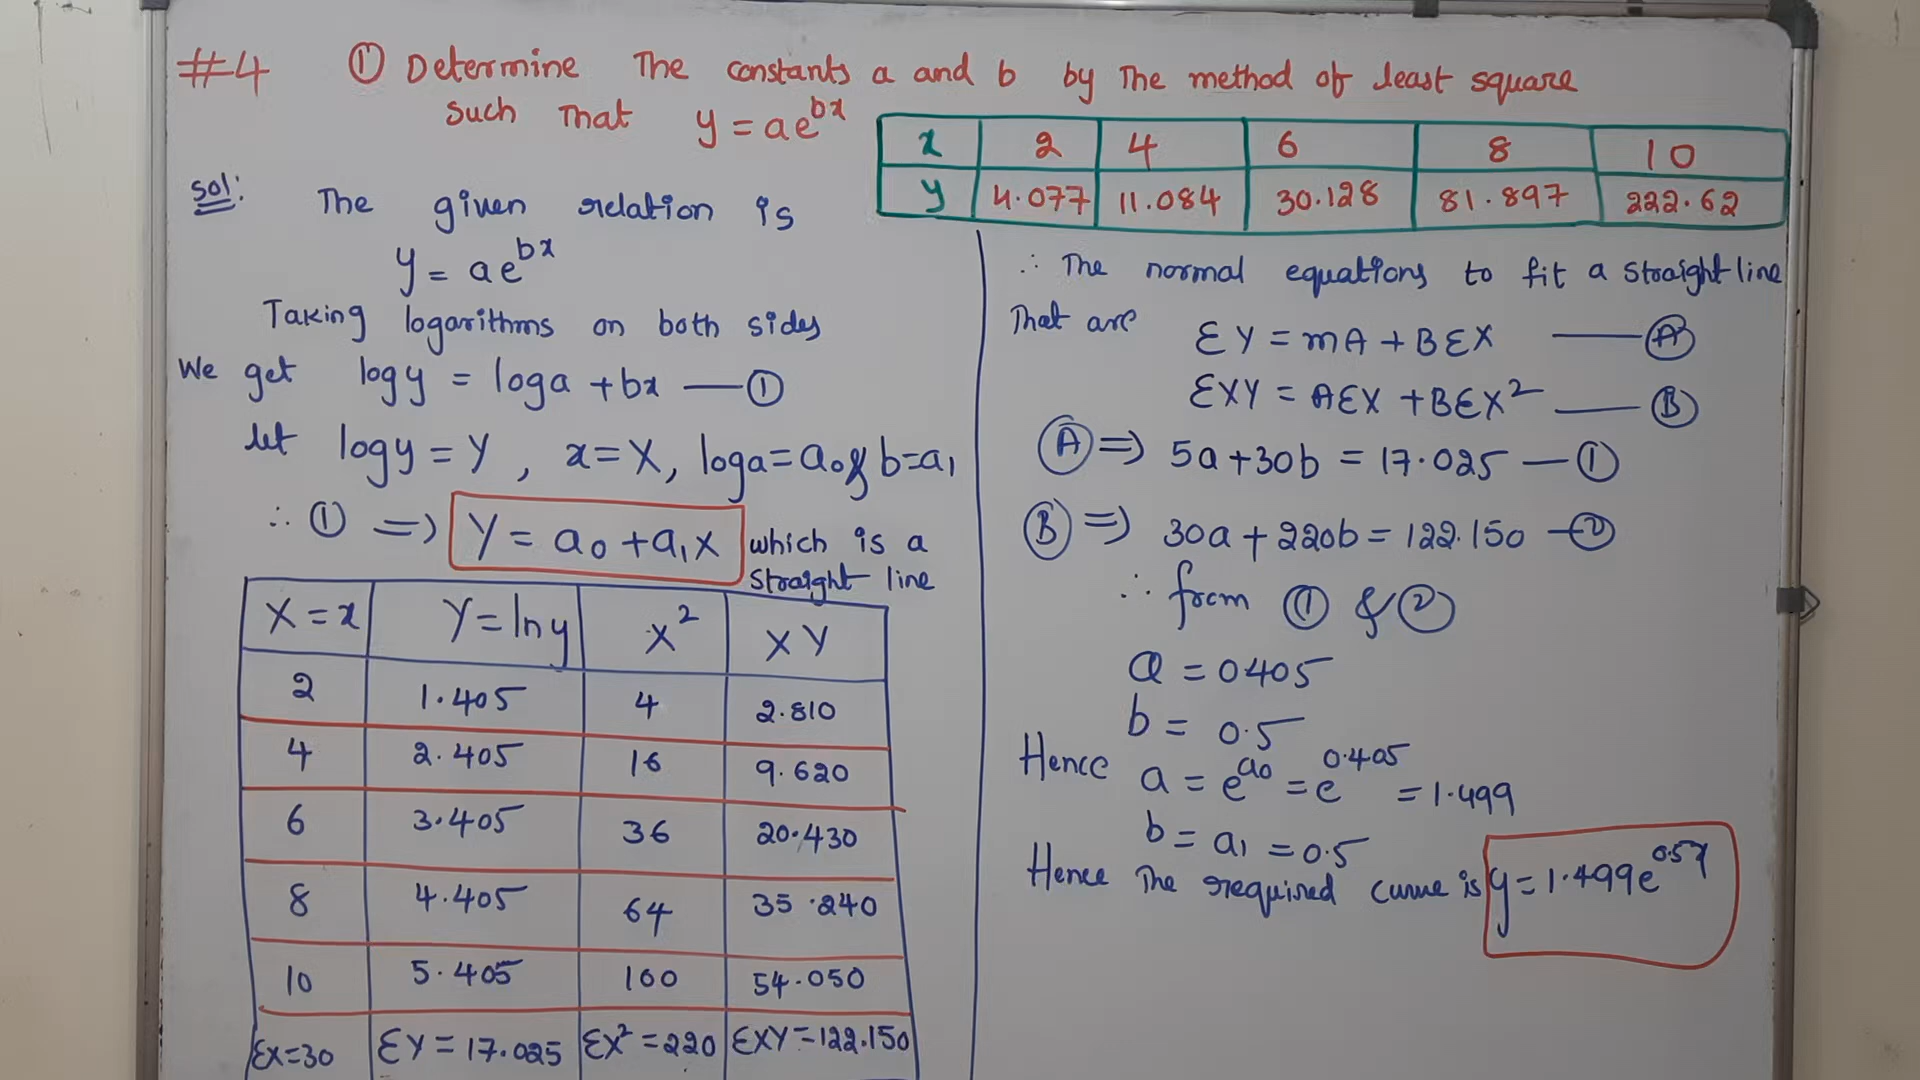 #4 ① Determine The constants a and b by The method of least square
such That y = ae^{bx}
x 2 4 6 8 10
y 4.077 11.084 30.128 81.897 222.62
Sol: The given relation is
y = ae^{bx}
Taking logarithms on both sides
We get logy = loga + bx — ①
let logy = Y , x = X, loga = a₀ & b = a₁
∴ ① ⇒ Y = a₀ + a₁x which is a
straight line
X = x Y = ln y x² XY
2 1.405 4 2.810
4 2.405 16 9.620
6 3.405 36 20.430
8 4.405 64 35.240
10 5.405 100 54.050
ΣX=30 ΣY = 17.025 ΣX² = 220 ΣXY = 122.150
∴ The normal equations to fit a straight line
That are ΣY = mA + BΣX — Ⓐ
ΣXY = AΣX + BΣX² — Ⓑ
Ⓐ ⇒ 5a + 30b = 17.025 — ①
Ⓑ ⇒ 30a + 220b = 122.150 — ②
∴ from ① & ②
a = 0405
b = 0.5
Hence a = e^{a₀} = e^{0.405} = 1.499
b = a₁ = 0.5
Hence The required curve is y = 1.499e^{0.5x}